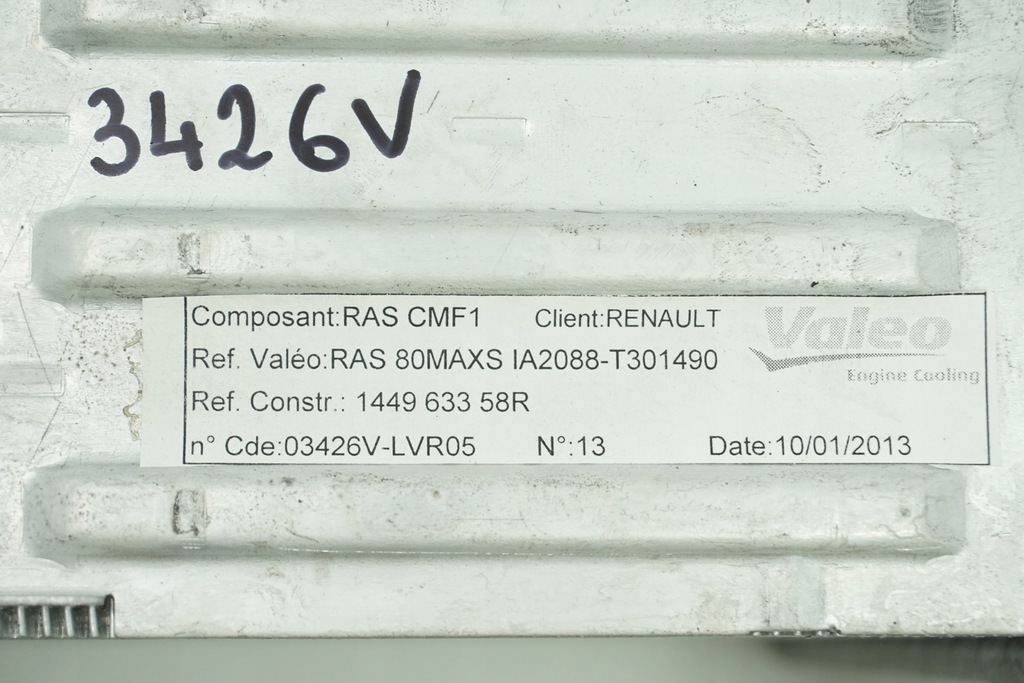 3426V
Composant:RAS CMF1 Client:RENAULT
Valeo
Ref. Valéo:RAS 80MAXS IA2088-T301490
Engine Cooling
Ref. Constr.: 1449 633 58R
n° Cde:03426V-LVR05 N°:13 Date:10/01/2013